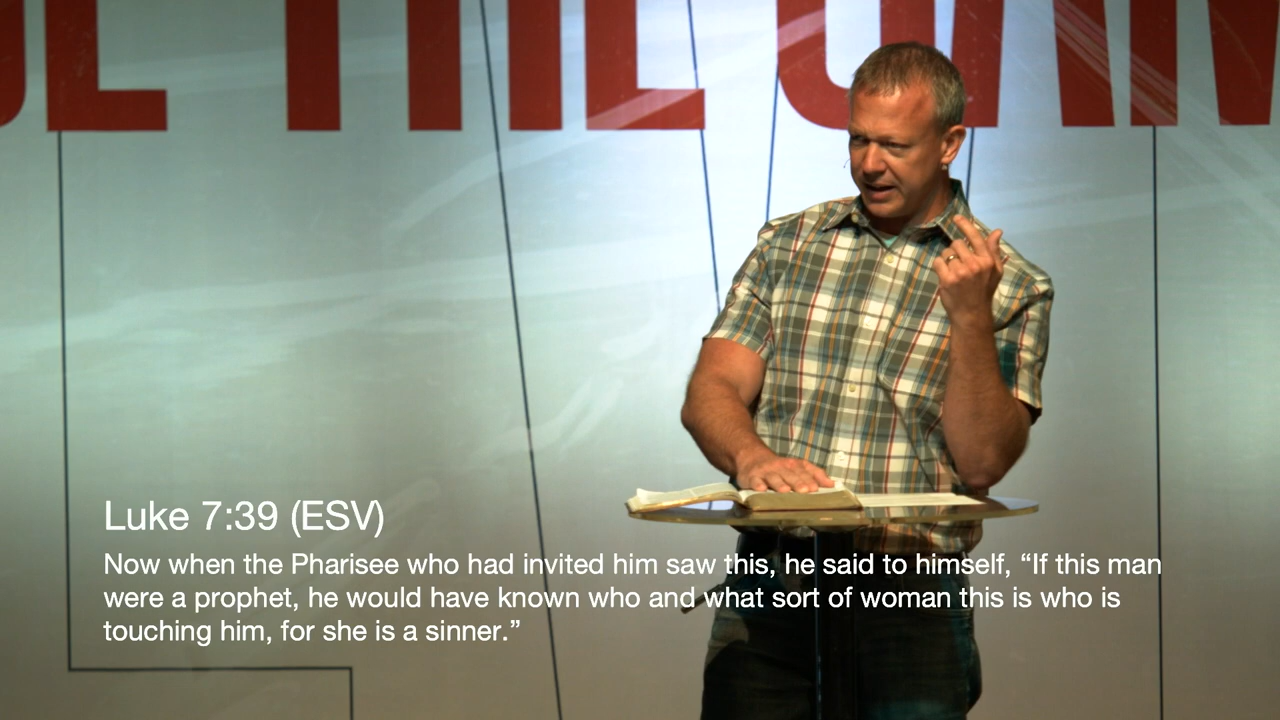 THE
Luke 7:39 (ESV)
Now when the Pharisee who had invited him saw this, he said to himself, “If this man
were a prophet, he would have known who and what sort of woman this is who is
touching him, for she is a sinner.”